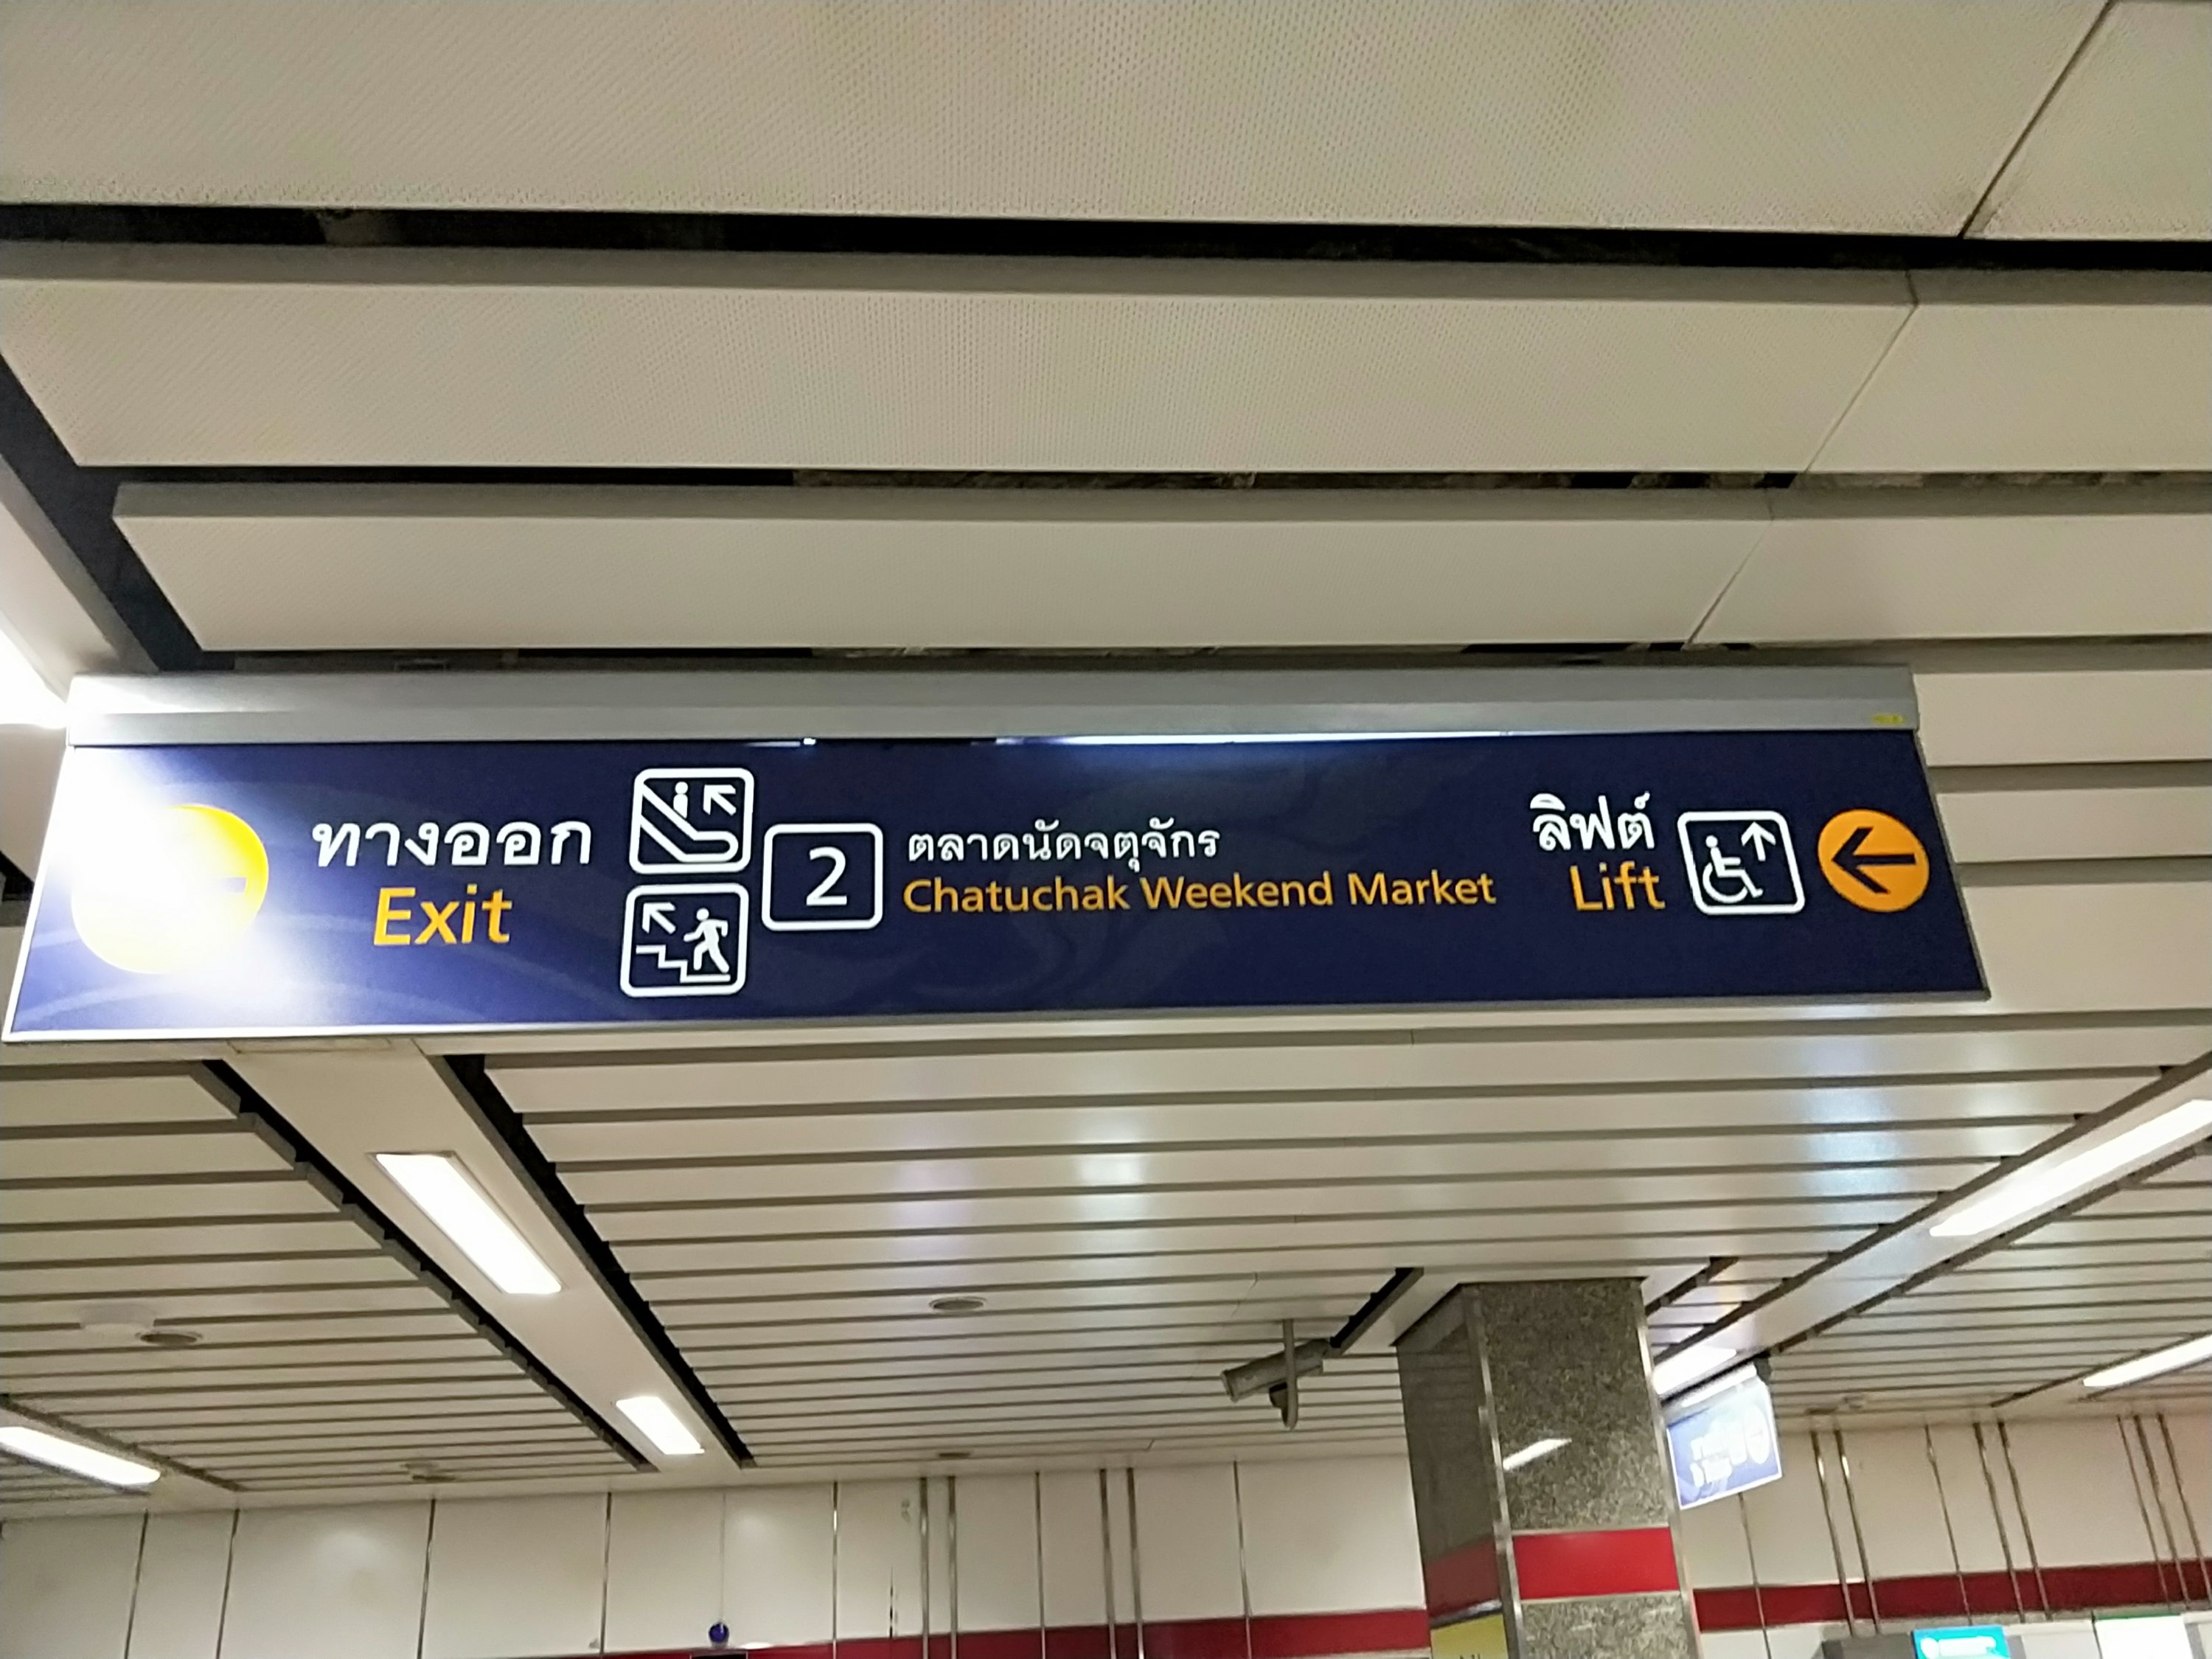 ทางออก
Exit
2
ตลาดนัดจตุจักร
Chatuchak Weekend Market
ลิฟต์
Lift